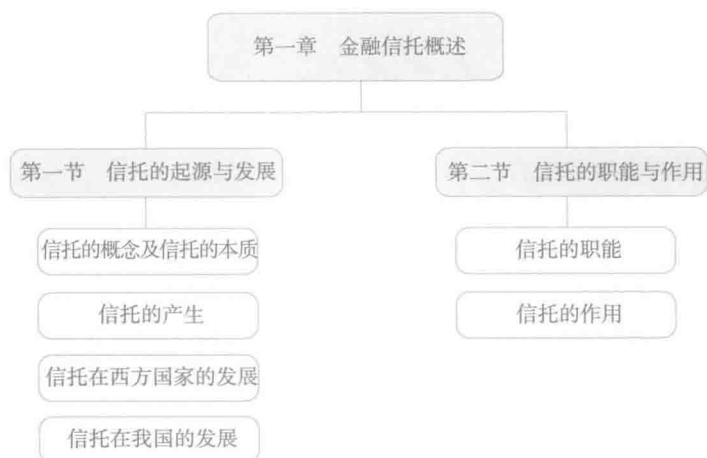 第一章　金融信托概述
第一节　信托的起源与发展
信托的概念及信托的本质
信托的产生
信托在西方国家的发展
信托在我国的发展
第二节　信托的职能与作用
信托的职能
信托的作用